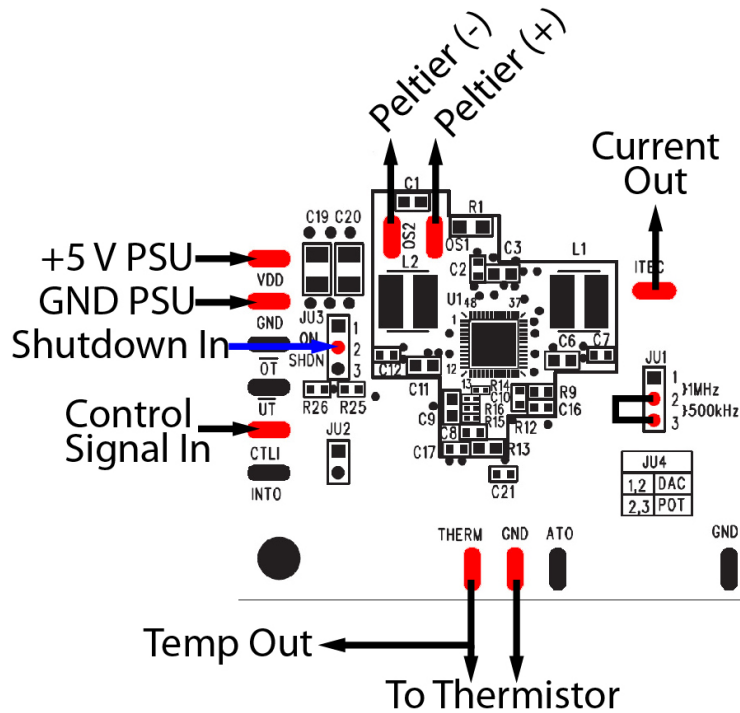 Peltier (-)
Peltier (+)
Current
Out
+5 V PSU
GND PSU
Shutdown In
Control
Signal In
Temp Out
To Thermistor
C1
R1
C19
C20
OS2
OS1
C3
C2
L2
L1
ITEC
VDD
GND
JU3
ON
SHDN
1
2
3
U1
48
37
1
12
13
C6
C7
JU1
1
2
3
}1MHz
}500kHz
OT
UT
C12
C11
R14
C10
R9
R16
R15
C16
R12
C9
C8
C17
R13
R26
R25
JU2
CTLI
INTO
C21
JU4
1,2 DAC
2,3 POT
THERM
GND
ATO
GND